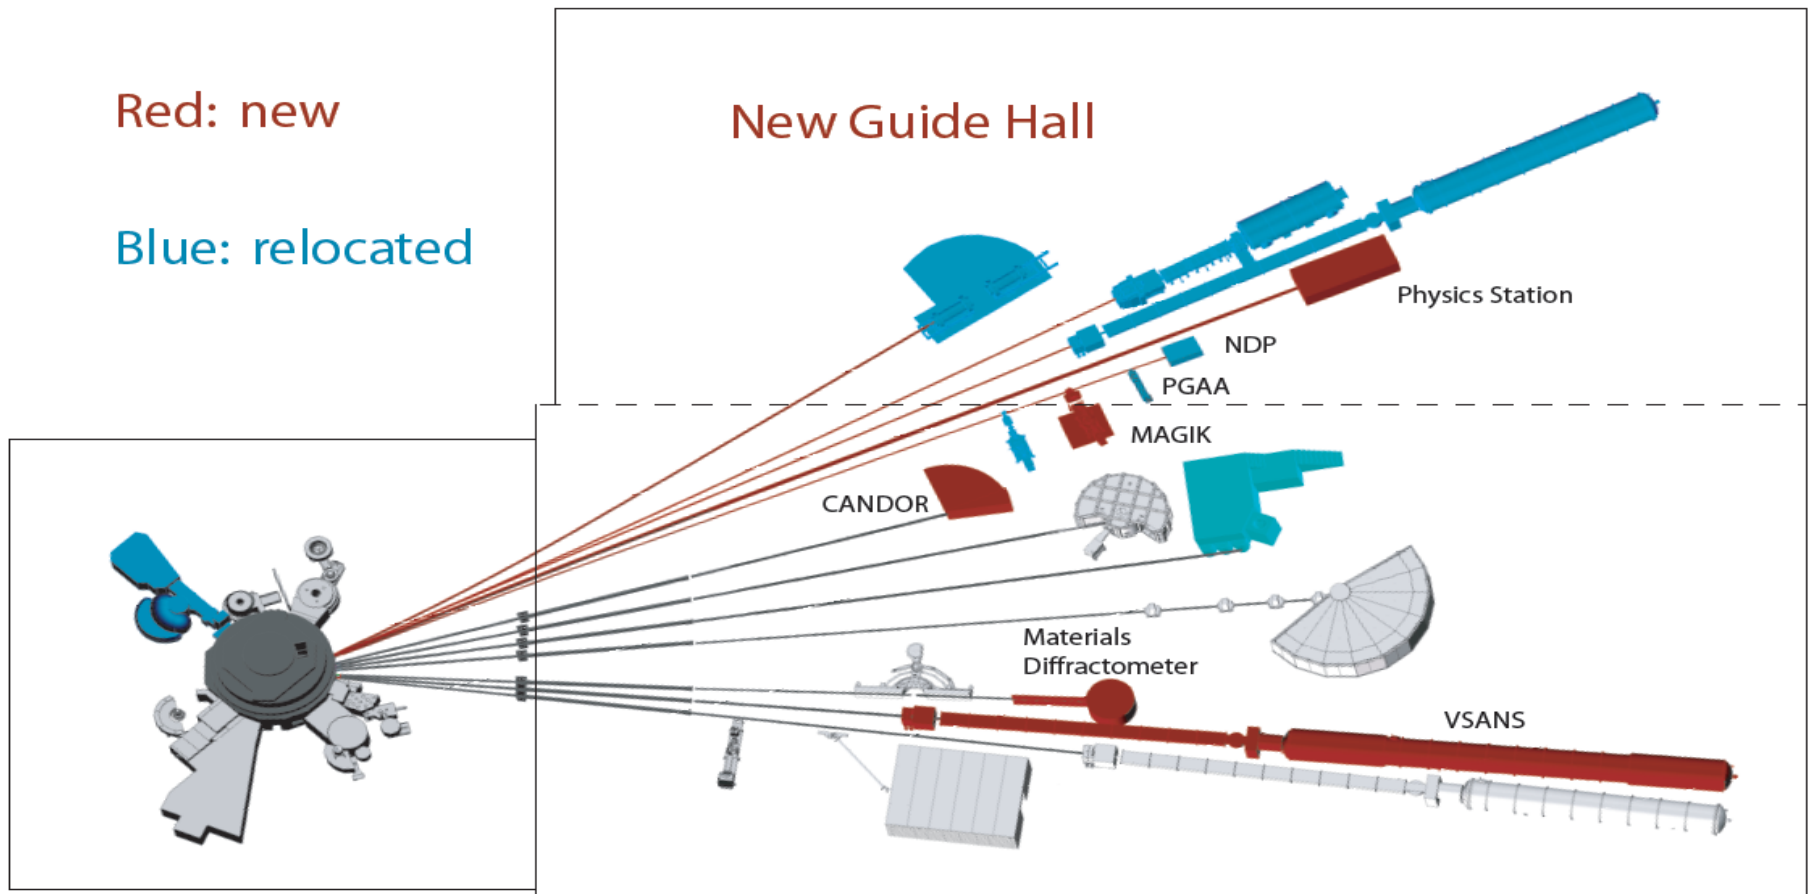 Red: new
New Guide Hall
Blue: relocated
Physics Station
NDP
PGAA
MAGIK
CANDOR
Materials
Diffractometer
VSANS